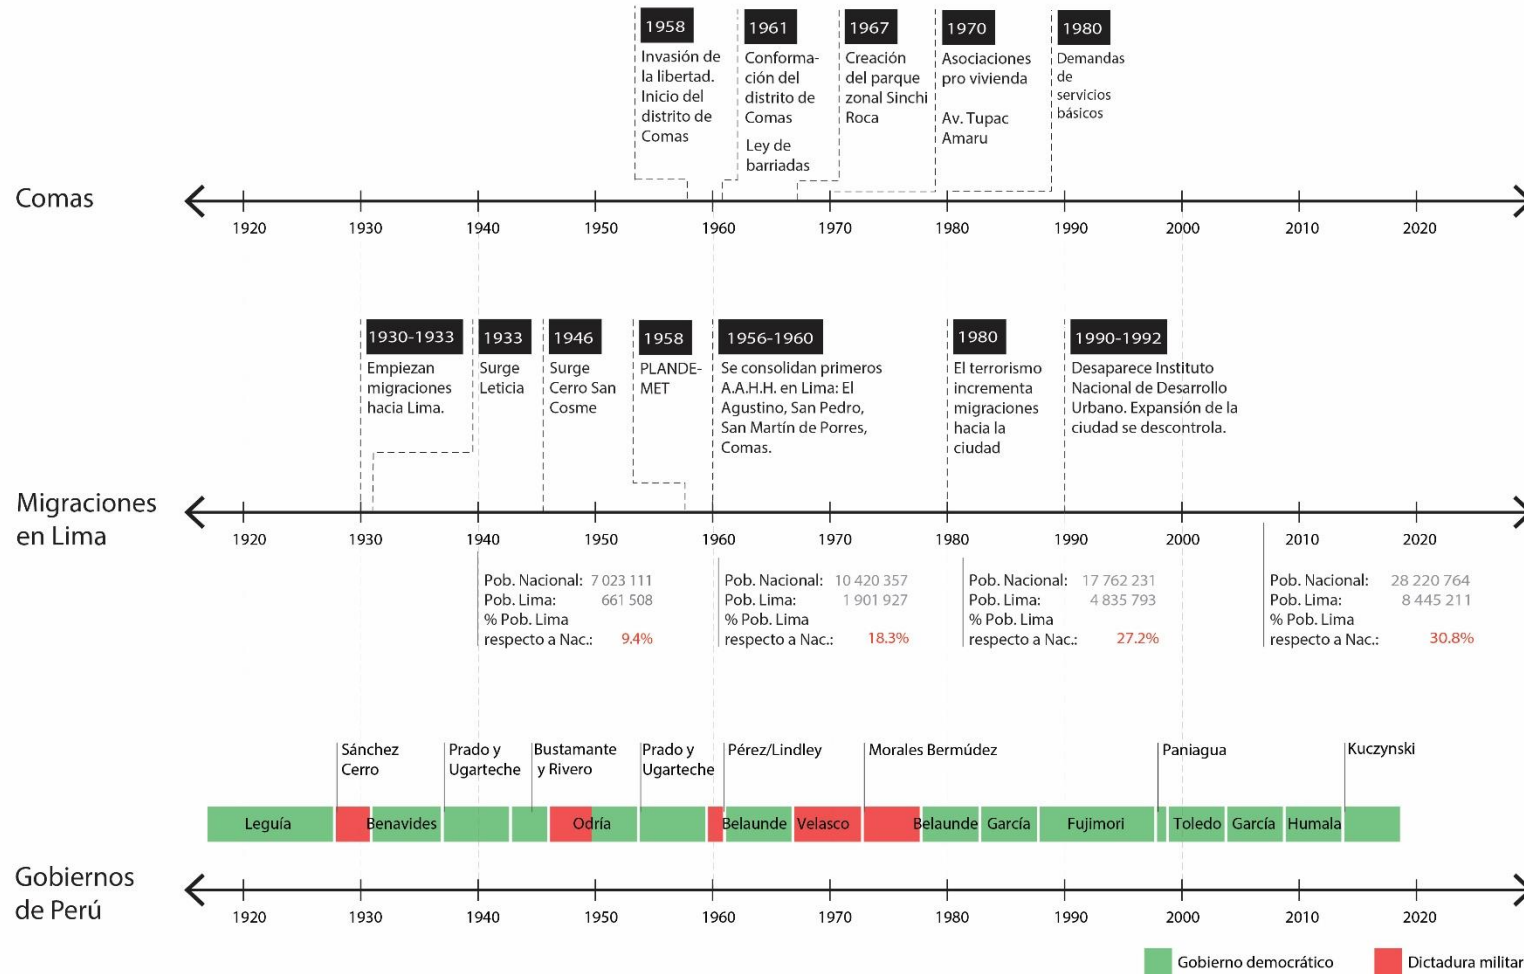 1958
Invasión de
la libertad.
Inicio del
distrito de
Comas
1961
Conforma-
ción del
distrito de
Comas
Ley de
barriadas
1967
Creación
del parque
zonal Sinchi
Roca
1970
Asociaciones
pro vivienda
Av. Tupac
Amaru
1980
Demandas
de
servicios
básicos
Comas
1920 1930 1940 1950 1960 1970 1980 1990 2000 2010 2020
1930-1933
Empiezan
migraciones
hacia Lima.
1933
Surge
Leticia
1946
Surge
Cerro San
Cosme
1958
PLANDE-
MET
1956-1960
Se consolidan primeros
A.A.H.H. en Lima: El
Agustino, San Pedro,
San Martín de Porres,
Comas.
1980
El terrorismo
incrementa
migraciones
hacia la
ciudad
1990-1992
Desaparece Instituto
Nacional de Desarrollo
Urbano. Expansión de la
ciudad se descontrola.
Migraciones
en Lima
1920 1930 1940 1950 1960 1970 1980 1990 2000 2010 2020
Pob. Nacional: 7 023 111
Pob. Lima: 661 508
% Pob. Lima
respecto a Nac.: 9.4%
Pob. Nacional: 10 420 357
Pob. Lima: 1 901 927
% Pob. Lima
respecto a Nac.: 18.3%
Pob. Nacional: 17 762 231
Pob. Lima: 4 835 793
% Pob. Lima
respecto a Nac.: 27.2%
Pob. Nacional: 28 220 764
Pob. Lima: 8 445 211
% Pob. Lima
respecto a Nac.: 30.8%
Sánchez
Cerro
Prado y
Ugarteche
Bustamante
y Rivero
Prado y
Ugarteche
Pérez/Lindley
Morales Bermúdez
Paniagua
Kuczynski
Leguía Benavides Odría Belaunde Velasco Belaunde García Fujimori Toledo García Humala
Gobiernos
de Perú
1920 1930 1940 1950 1960 1970 1980 1990 2000 2010 2020
Gobierno democrático Dictadura militar